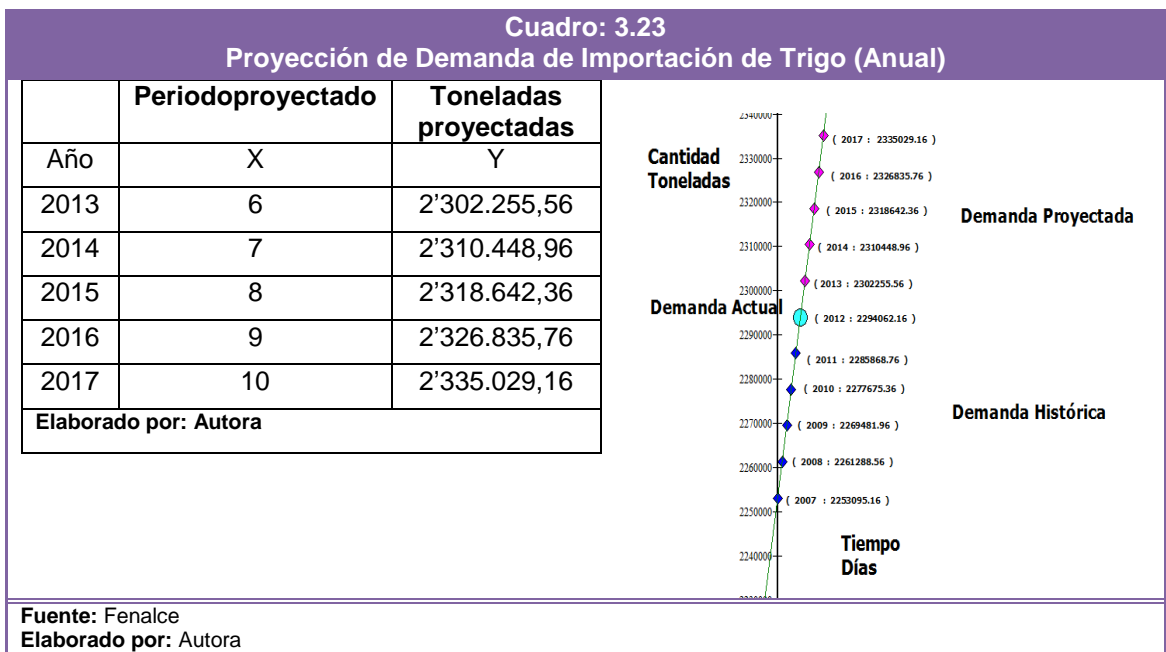 Cuadro: 3.23
Proyección de Demanda de Importación de Trigo (Anual)
Periodoproyectado Toneladas
proyectadas
Año X Y
2013 6 2'302.255,56
2014 7 2'310.448,96
2015 8 2'318.642,36
2016 9 2'326.835,76
2017 10 2'335.029,16
Elaborado por: Autora
Cantidad
Toneladas
2340000
2330000
2320000
2310000
2300000
2290000
2280000
2270000
2260000
2250000
2240000
( 2017 : 2335029.16 )
( 2016 : 2326835.76 )
( 2015 : 2318642.36 )
( 2014 : 2310448.96 )
( 2013 : 2302255.56 )
( 2012 : 2294062.16 )
( 2011 : 2285868.76 )
( 2010 : 2277675.36 )
( 2009 : 2269481.96 )
( 2008 : 2261288.56 )
( 2007 : 2253095.16 )
Demanda Proyectada
Demanda Actual
Demanda Histórica
Tiempo
Días
Fuente: Fenalce
Elaborado por: Autora